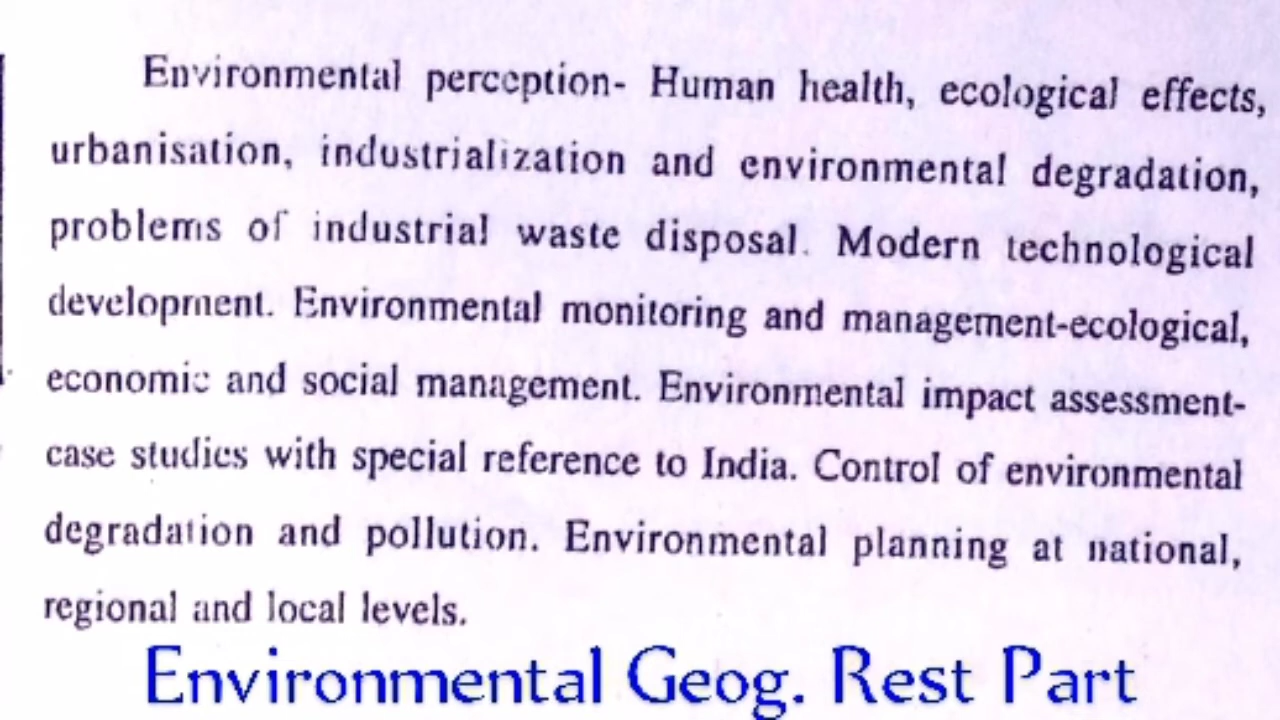 Environmental perception- Human health, ecological effects,
urbanisation, industrialization and environmental degradation,
problems of industrial waste disposal. Modern technological
development. Environmental monitoring and management-ecological,
economic and social management. Environmental impact assessment-
case studies with special reference to India. Control of environmental
degradation and pollution. Environmental planning at national,
regional and local levels.
Environmental Geog. Rest Part